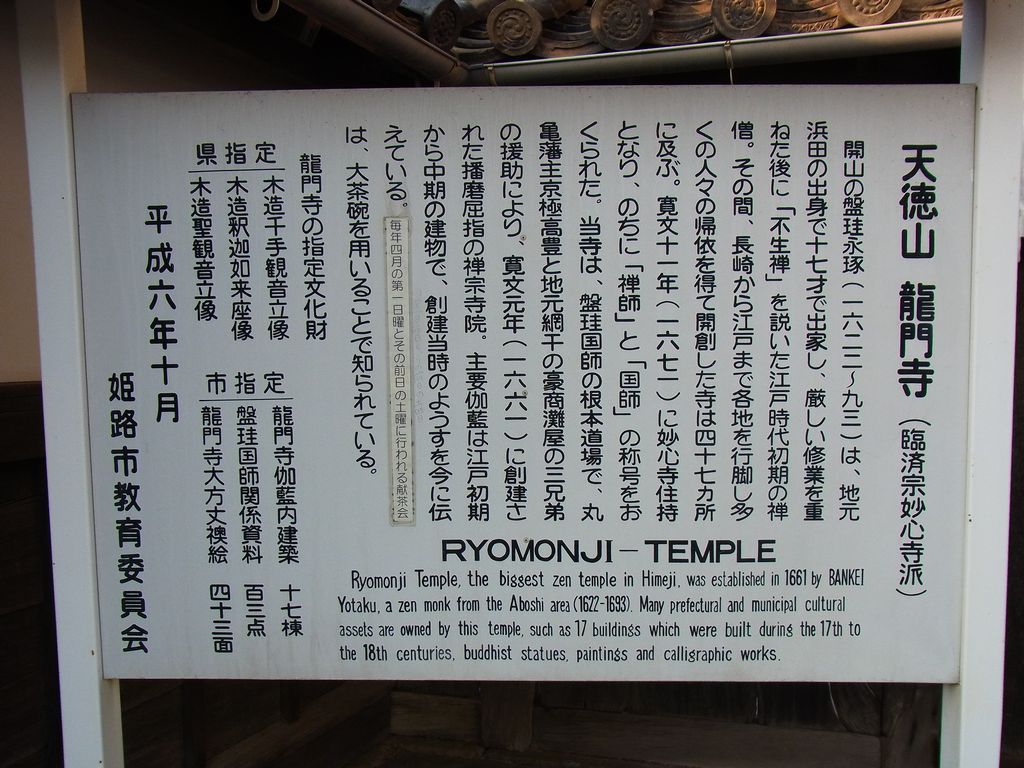 天徳山 龍門寺(臨済宗妙心寺派)
開山の盤珪永琢(一六二二～九三)は、地元
浜田の出身で十七才で出家し、厳しい修業を重
ねた後に「不生禅」を説いた江戸時代初期の禅
僧。その間、長崎から江戸まで各地を行脚し多
くの人々の帰依を得て開創した寺は四十七カ所
に及ぶ。寛文十一年(一六七一)に妙心寺住持
となり、のちに「禅師」と「国師」の称号をお
くられた。当寺は、盤珪国師の根本道場で、丸
亀藩主京極高豊と地元網干の豪商灘屋の三兄弟
の援助により、寛文元年(一六六一)に創建さ
れた播磨屈指の禅宗寺院。主要伽藍は江戸初期
から中期の建物で、創建当時のようすを今に伝
えている。毎年四月の第一日曜とその前日の土曜に行われる献茶会
は、大茶碗を用いることで知られている。
龍門寺の指定文化財
県指定
木造千手観音立像
木造釈迦如来座像
木造聖観音立像
市指定
龍門寺伽藍内建築 十七棟
盤珪国師関係資料 百三点
龍門寺大方丈襖絵 四十三面
平成六年十月
姫路市教育委員会
RYOMONJI－TEMPLE
Ryomonji Temple, the biggest zen temple in Himeji, was established in 1661 by BANKEI
Yotaku, a zen monk from the Aboshi area (1622-1693). Many prefectural and municipal cultural
assets are owned by this temple, such as 17 buildings which were built during the 17th to
the 18th centuries, buddhist statues, paintings and calligraphic works.